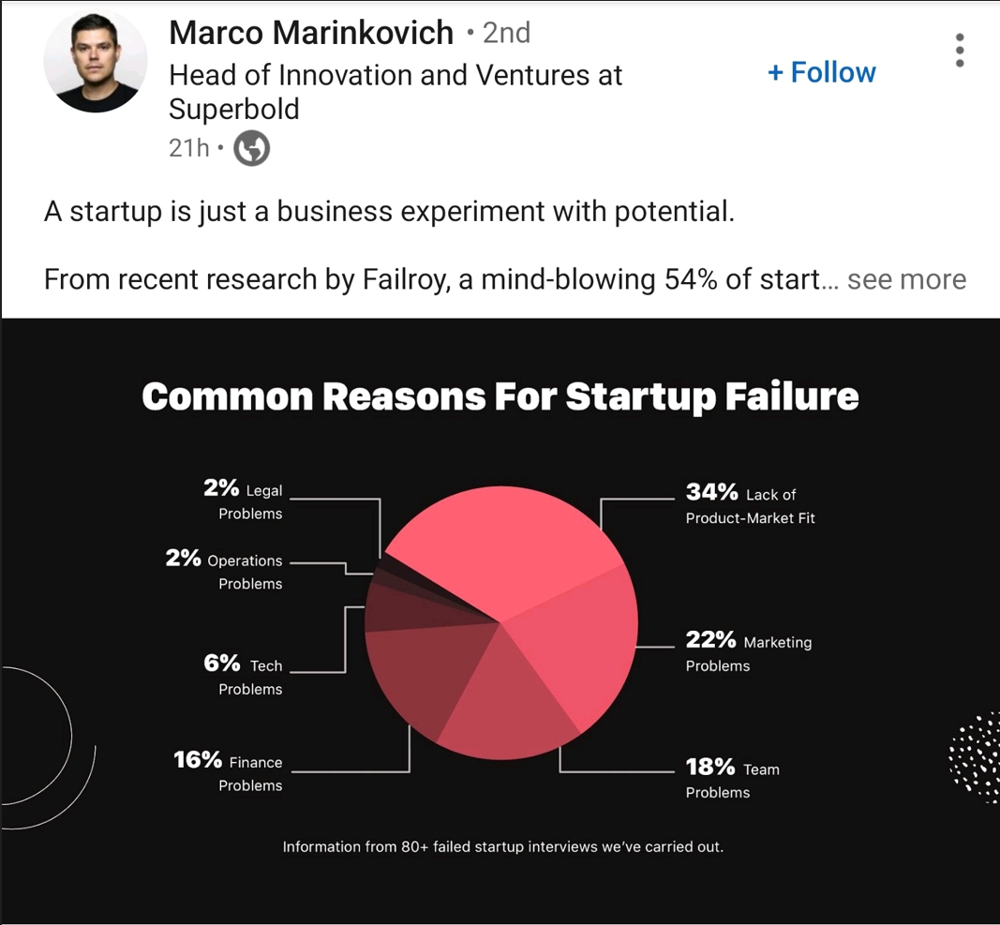 Marco Marinkovich • 2nd
Head of Innovation and Ventures at
Superbold
+ Follow
21h •
A startup is just a business experiment with potential.
From recent research by Failroy, a mind-blowing 54% of start... see more
Common Reasons For Startup Failure
2% Legal
Problems
34% Lack of
Product-Market Fit
2% Operations
Problems
22% Marketing
Problems
6% Tech
Problems
16% Finance
Problems
18% Team
Problems
Information from 80+ failed startup interviews we've carried out.